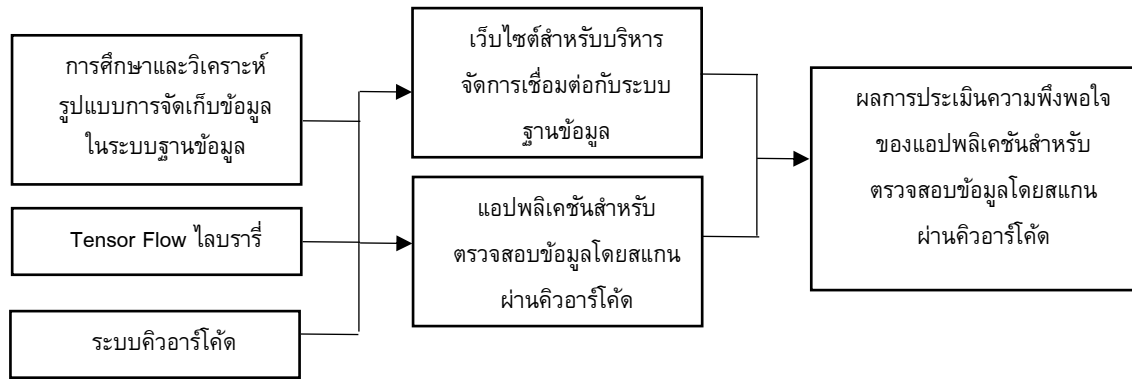 การศึกษาและวิเคราะห์
รูปแบบการจัดเก็บข้อมูล
ในระบบฐานข้อมูล
Tensor Flow ไลบรารี่
ระบบคิวอาร์โค้ด
เว็บไซต์สำหรับบริหาร
จัดการเชื่อมต่อกับระบบ
ฐานข้อมูล
แอปพลิเคชันสำหรับ
ตรวจสอบข้อมูลโดยสแกน
ผ่านคิวอาร์โค้ด
ผลการประเมินความพึงพอใจ
ของแอปพลิเคชันสำหรับ
ตรวจสอบข้อมูลโดยสแกน
ผ่านคิวอาร์โค้ด